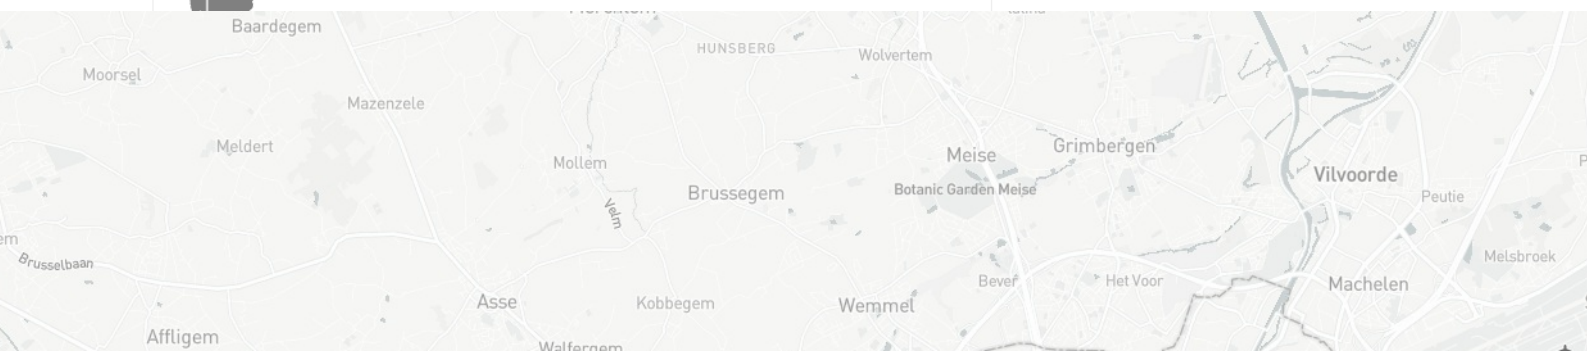 Baardegem
HUNSBERG
Wolvertem
Moorsel
Mazenzele
Meldert
Grimbergen
Meise
Mollem
Vilvoorde
Botanic Garden Meise
Brussegem
Peutie
Velm
Brusselbaan
Melsbroek
Bever
Het Voor
Machelen
Asse
Kobbegem
Wemmel
Affligem
Walfergem